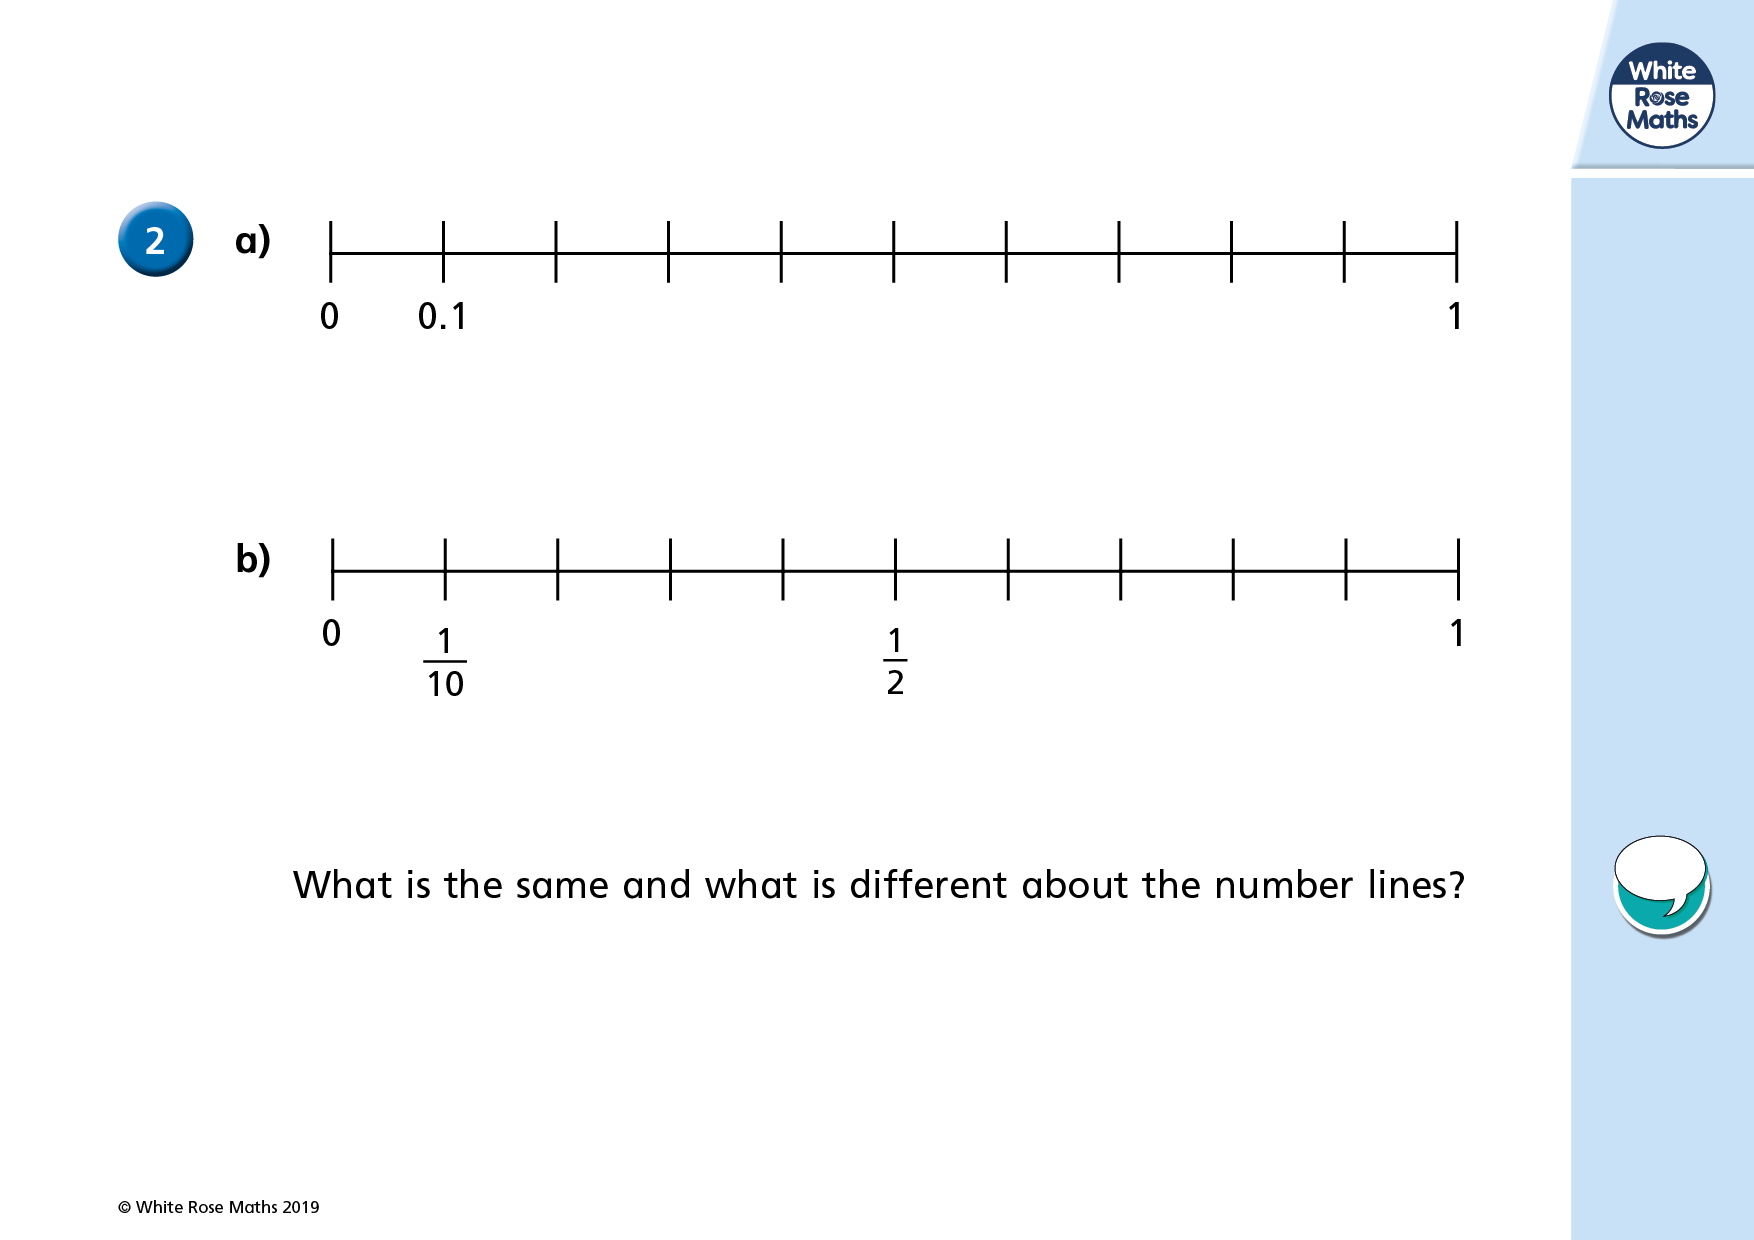 White
Rose
Maths
2 a)
0 0.1 1
b)
0 1/10 1/2 1
What is the same and what is different about the number lines?
© White Rose Maths 2019